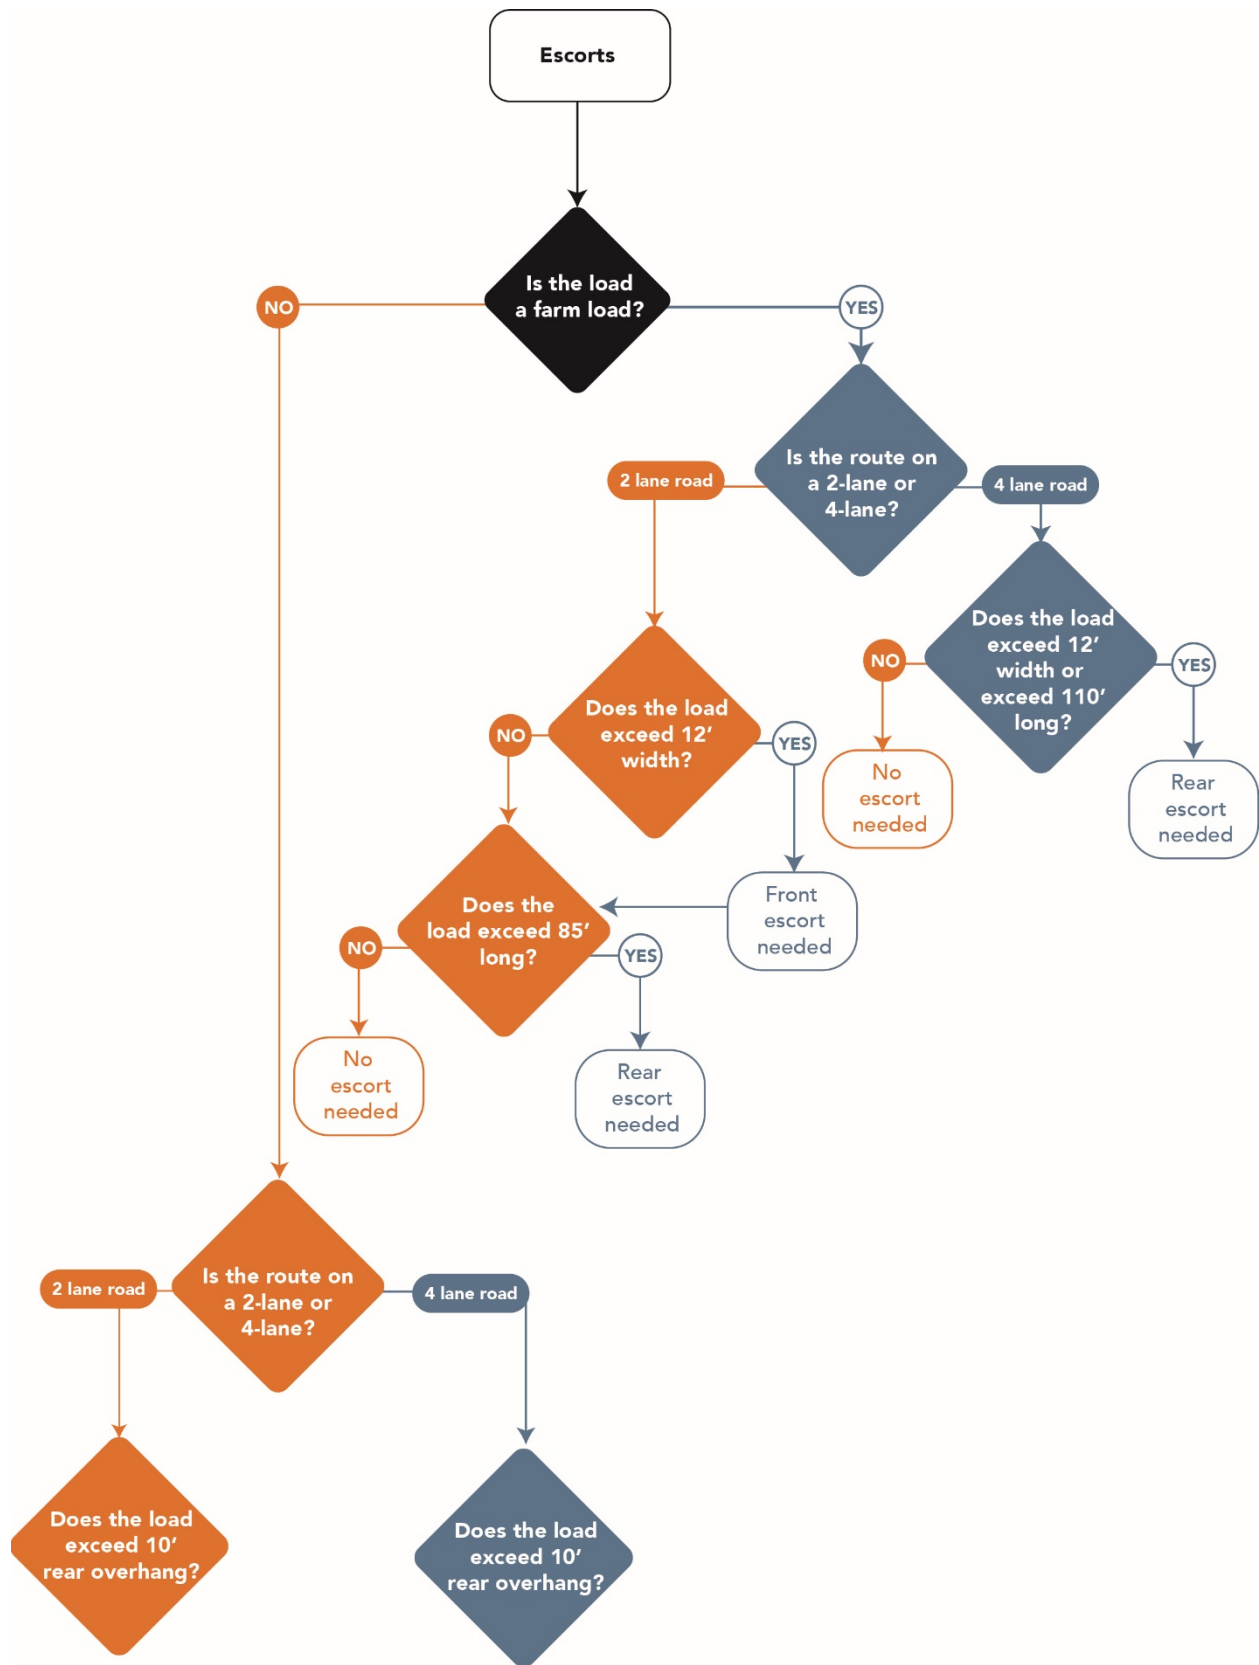 Escorts
Is the load
a farm load?
NO
YES
Is the route on
a 2-lane or
4-lane?
2 lane road
4 lane road
Does the load
exceed 12’
width or
exceed 110’
long?
NO
YES
No
escort
needed
Rear
escort
needed
Does the load
exceed 12’
width?
NO
YES
Front
escort
needed
Does the
load exceed 85’
long?
NO
YES
No
escort
needed
Rear
escort
needed
Is the route on
a 2-lane or
4-lane?
2 lane road
4 lane road
Does the load
exceed 10’
rear overhang?
Does the load
exceed 10’
rear overhang?